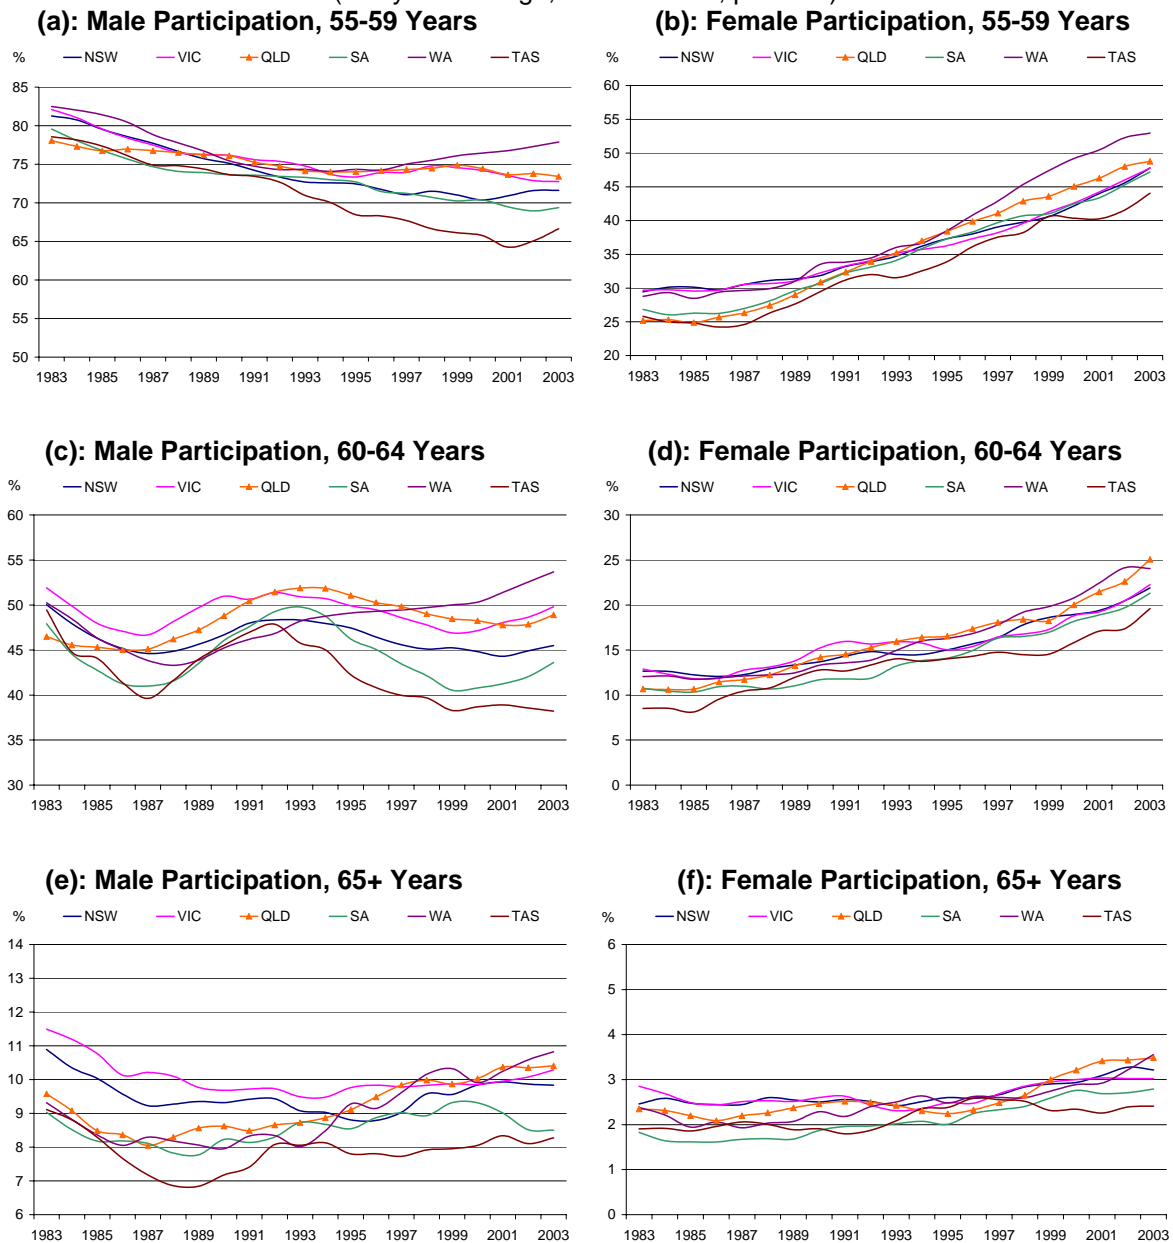 (a): Male Participation, 55-59 Years
(b): Female Participation, 55-59 Years
% NSW VIC QLD SA WA TAS
% NSW VIC QLD SA WA TAS
85
80
75
70
65
60
55
50
1983 1985 1987 1989 1991 1993 1995 1997 1999 2001 2003
60
50
45
40
35
30
25
20
1983 1985 1987 1989 1991 1993 1995 1997 1999 2001 2003
(c): Male Participation, 60-64 Years
(d): Female Participation, 60-64 Years
% NSW VIC QLD SA WA TAS
% NSW VIC QLD SA WA TAS
60
55
50
45
40
35
30
1983 1985 1987 1989 1991 1993 1995 1997 1999 2001 2003
30
25
20
15
10
5
0
1983 1985 1987 1989 1991 1993 1995 1997 1999 2001 2003
(e): Male Participation, 65+ Years
(f): Female Participation, 65+ Years
% NSW VIC QLD SA WA TAS
% NSW VIC QLD SA WA TAS
14
13
12
11
10
9
8
7
6
1983 1985 1987 1989 1991 1993 1995 1997 1999 2001 2003
6
5
4
3
2
1
0
1983 1985 1987 1989 1991 1993 1995 1997 1999 2001 2003